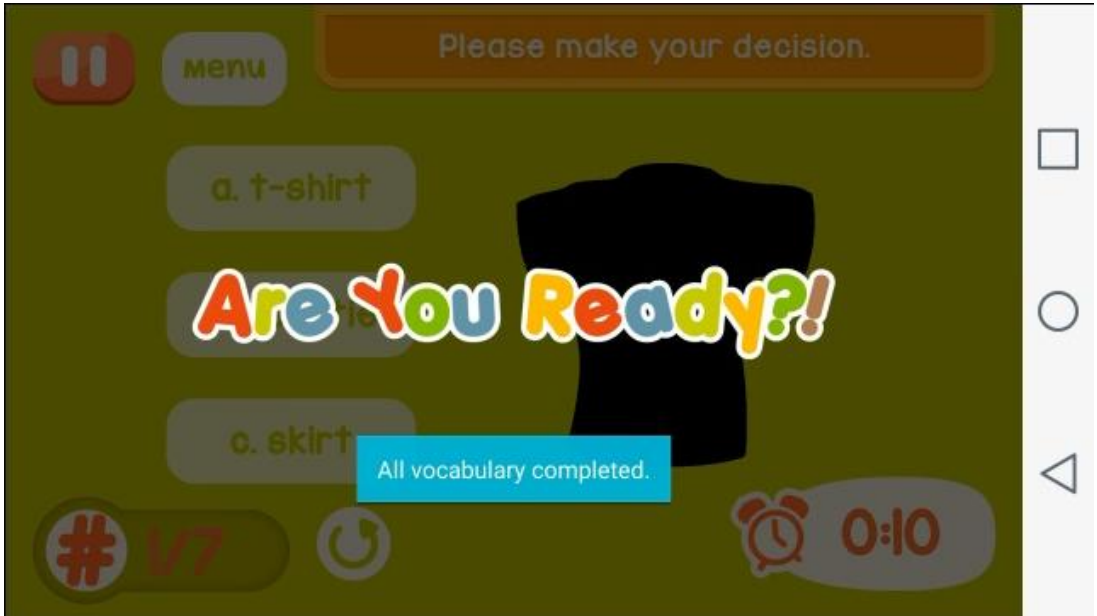 Please make your decision.
Menu
a. t-shirt
Are You Ready?!
c. skirt
All vocabulary completed.
# 1/7
0:10